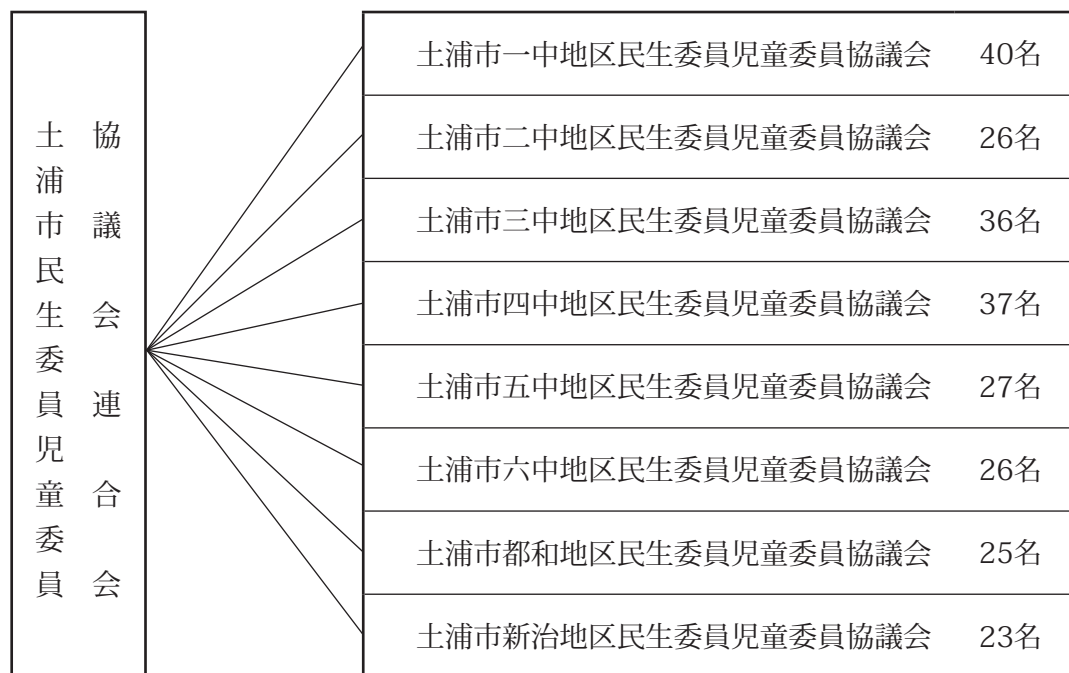 土浦市民生委員児童委員
協議会連合会
土浦市一中地区民生委員児童委員協議会 40名
土浦市二中地区民生委員児童委員協議会 26名
土浦市三中地区民生委員児童委員協議会 36名
土浦市四中地区民生委員児童委員協議会 37名
土浦市五中地区民生委員児童委員協議会 27名
土浦市六中地区民生委員児童委員協議会 26名
土浦市都和地区民生委員児童委員協議会 25名
土浦市新治地区民生委員児童委員協議会 23名